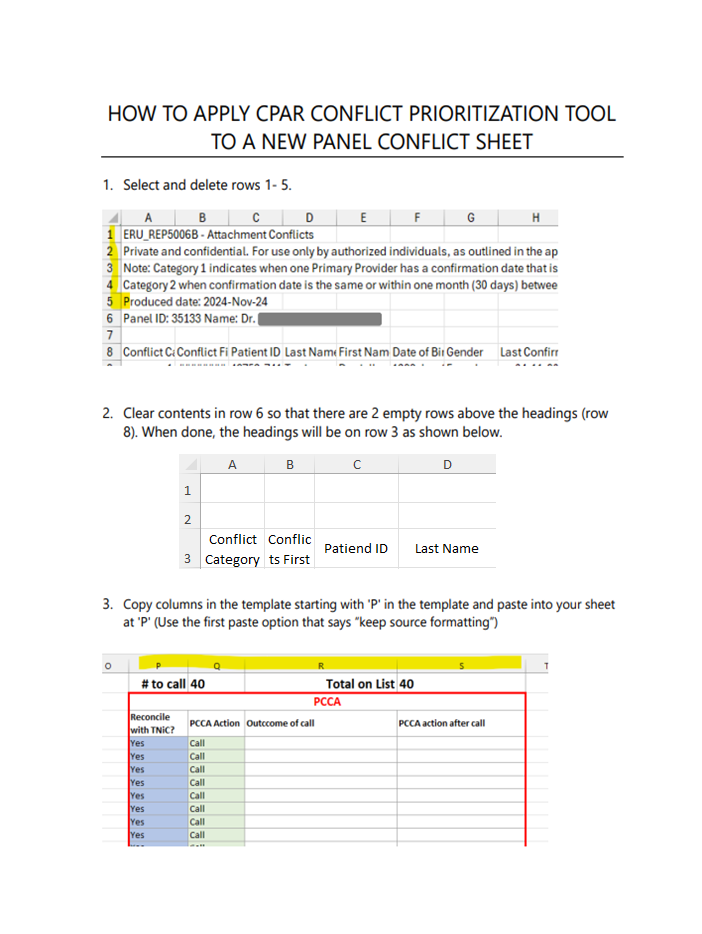 HOW TO APPLY CPAR CONFLICT PRIORITIZATION TOOL
TO A NEW PANEL CONFLICT SHEET
1. Select and delete rows 1- 5.
A B C D E F G H
1 ERU_REP5006B - Attachment Conflicts
2 Private and confidential. For use only by authorized individuals, as outlined in the ap
3 Note: Category 1 indicates when one Primary Provider has a confirmation date that is
4 Category 2 when confirmation date is the same or within one month (30 days) betwee
5 Produced date: 2024-Nov-24
6 Panel ID: 35133 Name: Dr.
7
8 Conflict Ca Conflict Fi Patient ID Last Name First Nam Date of Bir Gender Last Confirr
2. Clear contents in row 6 so that there are 2 empty rows above the headings (row
8). When done, the headings will be on row 3 as shown below.
A B C D
1
2
Conflict Conflic
Patiend ID Last Name
3 Category ts First
3. Copy columns in the template starting with 'P' in the template and paste into your sheet
at 'P' (Use the first paste option that says "keep source formatting")
O P Q R S T
# to call 40 Total on List 40
PCCA
Reconcile
with TNiC? PCCA Action Outccome of call PCCA action after call
Yes Call
Yes Call
Yes Call
Yes Call
Yes Call
Yes Call
Yes Call
Yes Call